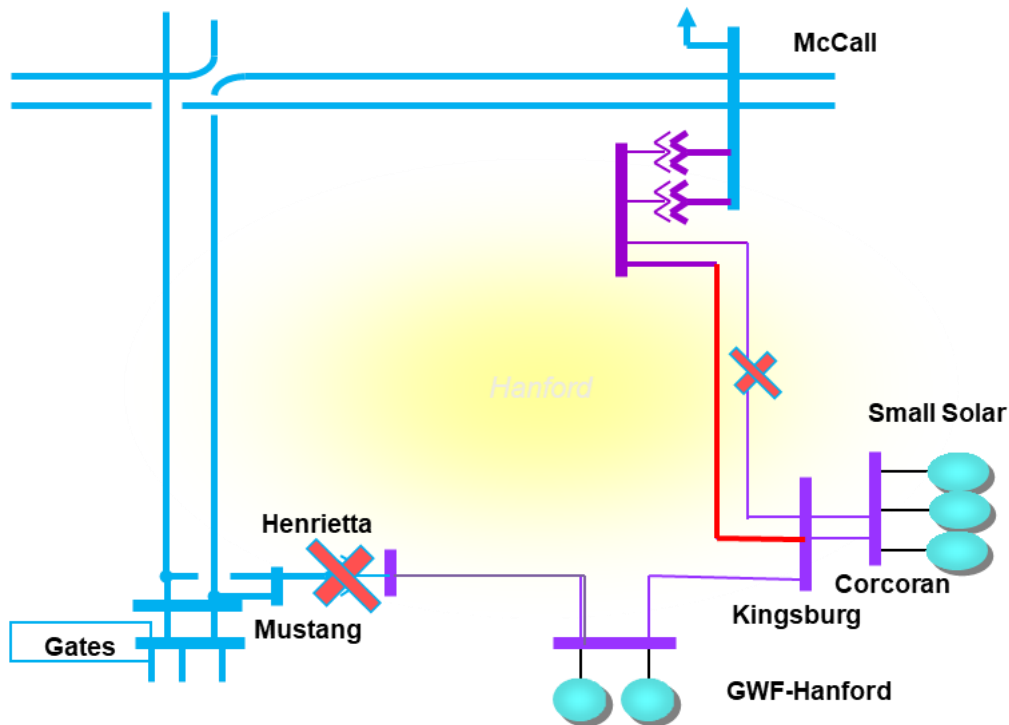 McCall
Hanford
Small Solar
Henrietta
Corcoran
Kingsburg
Mustang
Gates
GWF-Hanford